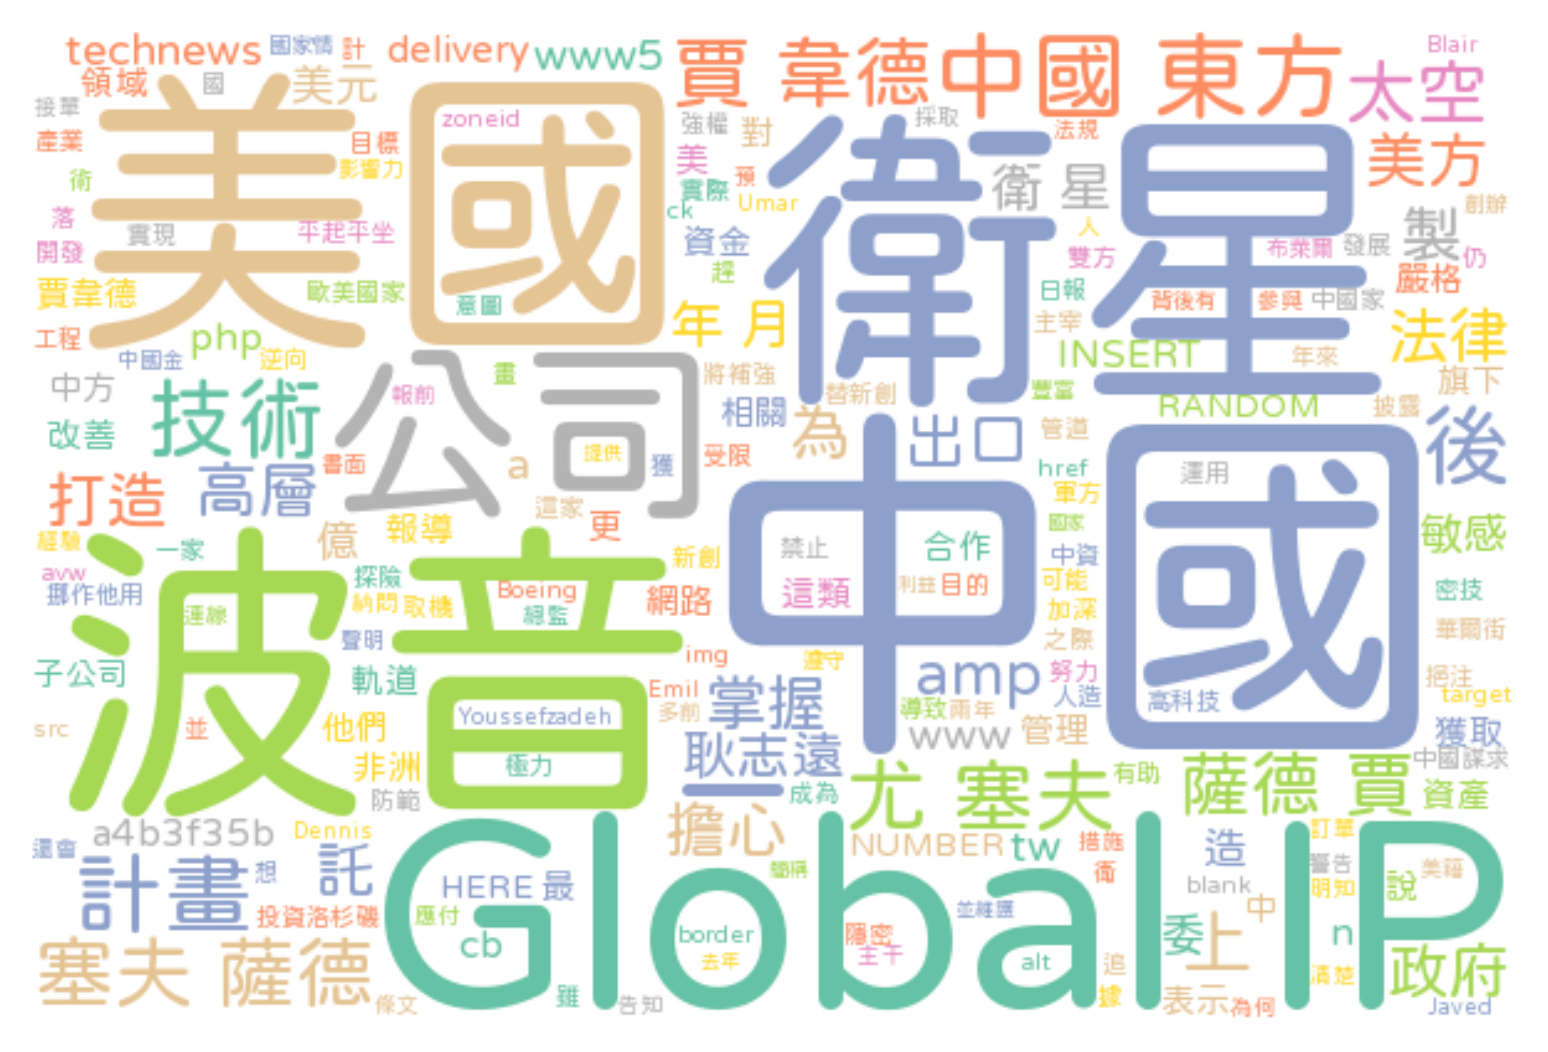 technews 國家情 計 delivery www5 賈 韋德 中國 東方 Blair
領域 國 美元 太空
接單 zoneid 強權 對 採取 法規
產業 美國 目標 美 衛星 衛 星 美方
影響力 實際 預
術 ck Umar 人 製 創辦
落 實現 平起平坐 資金 雙方 布萊爾 發展 仍
開發 趕 嚴格
賈韋德 歐美國家 意圖 日報 背後有 參與 中國家
工程 php 年 月 主宰 法律
中國金 逆向 INSERT 年來
中方 技術 公司 畫 將補強 旗下
報前 替新創 豐富 RANDOM 披露
改善 相關 為 出口 管道 後
高層 書面 a 提供 獲 受限 href 運用
打造 這家 軍方
億 報導 更 中國 國家 敏感
經驗 一家 新創 禁止 合作 中資
avw 波音 探險 Boeing 這類 利益 目的 可能 密技
挪作他用 納悶 取機 總監 網路 加深
連線 聲明 之際 華爾街
子公司 軌道 img 遵守 amp 努力 挹注
Emil 掌握 人造 高科技 target
src 並 他們 Youssefzadeh 多前 導致 兩年 獲取
www 管理
非洲 極力 耿志遠 中國謀求
防範 一 成為 尤 塞夫 有助 薩德 賈 資產
a4b3f35b Dennis 擔心 訂單
還會 計畫 想 託 Global IP NUMBER tw 措施 造 警告
簡稱 衛 美籍
HERE 最 blank 明知 說
投資洛杉磯 應付 並維護 中
cb border 隱密 委 上 n
塞夫 薩德 去年 主干 alt 追 清楚 政府
條文 雖 告知 據 表示 為何 Javed